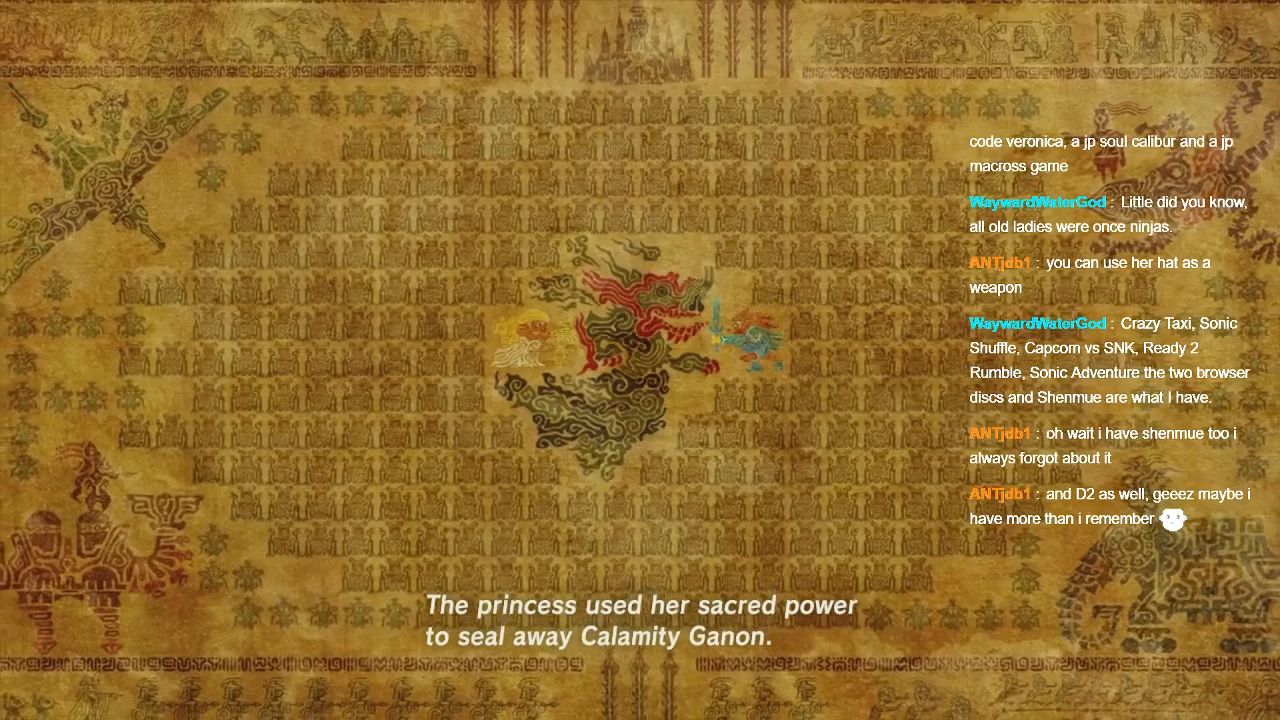 code veronica, a jp soul calibur and a jp
macross game
WaywardWaterGod : Little did you know,
all old ladies were once ninjas.
ANTjdb1 : you can use her hat as a
weapon
WaywardWaterGod : Crazy Taxi, Sonic
Shuffle, Capcom vs SNK, Ready 2
Rumble, Sonic Adventure the two browser
discs and Shenmue are what I have.
ANTjdb1 : oh wait i have shenmue too i
always forgot about it
ANTjdb1 : and D2 as well, geeez maybe i
have more than i remember
The princess used her sacred power
to seal away Calamity Ganon.